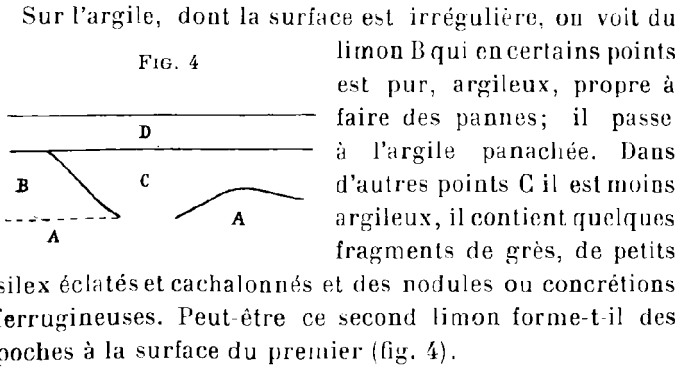 Sur l'argile, dont la surface est irrégulière, on voit du
limon B qui en certains points
FIG. 4
est pur, argileux, propre à
faire des pannes; il passe
D
à l'argile panachée. Dans
B
C
d'autres points C il est moins
A
A
argileux, il contient quelques
fragments de grès, de petits
silex éclatés et cachalonnés et des nodules ou concrétions
ferrugineuses. Peut-être ce second limon forme-t-il des
poches à la surface du premier (fig. 4).